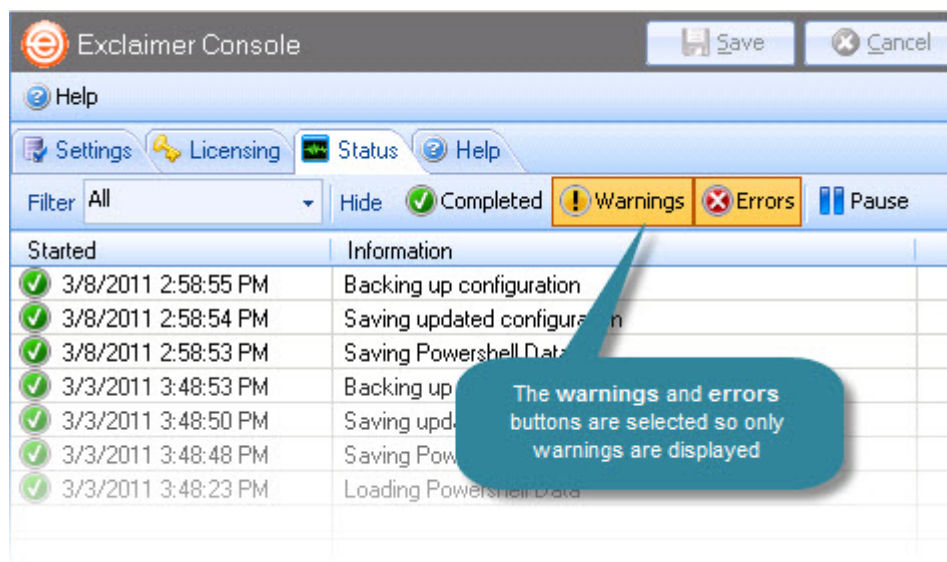 Exclaimer Console Save Cancel
Help
Settings Licensing Status Help
Filter All Hide Completed Warnings Errors Pause
Started Information
3/8/2011 2:58:55 PM Backing up configuration
3/8/2011 2:58:54 PM Saving updated configuration
3/8/2011 2:58:53 PM Saving Powershell Data
3/3/2011 3:48:53 PM Backing up
3/3/2011 3:48:50 PM Saving
3/3/2011 3:48:48 PM Saving
3/3/2011 3:48:23 PM Loading Powershell Data
The warnings and errors
buttons are selected so only
warnings are displayed